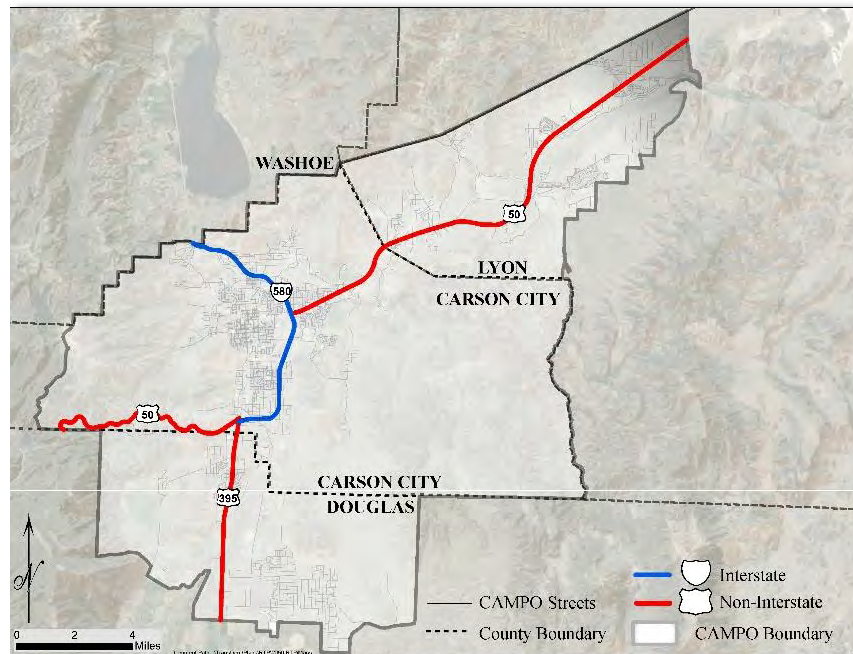 WASHOE
50
LYON
580
CARSON CITY
50
CARSON CITY
395
DOUGLAS
N
Interstate
CAMPO Streets
Non-Interstate
County Boundary
CAMPO Boundary
0 2 4
Miles